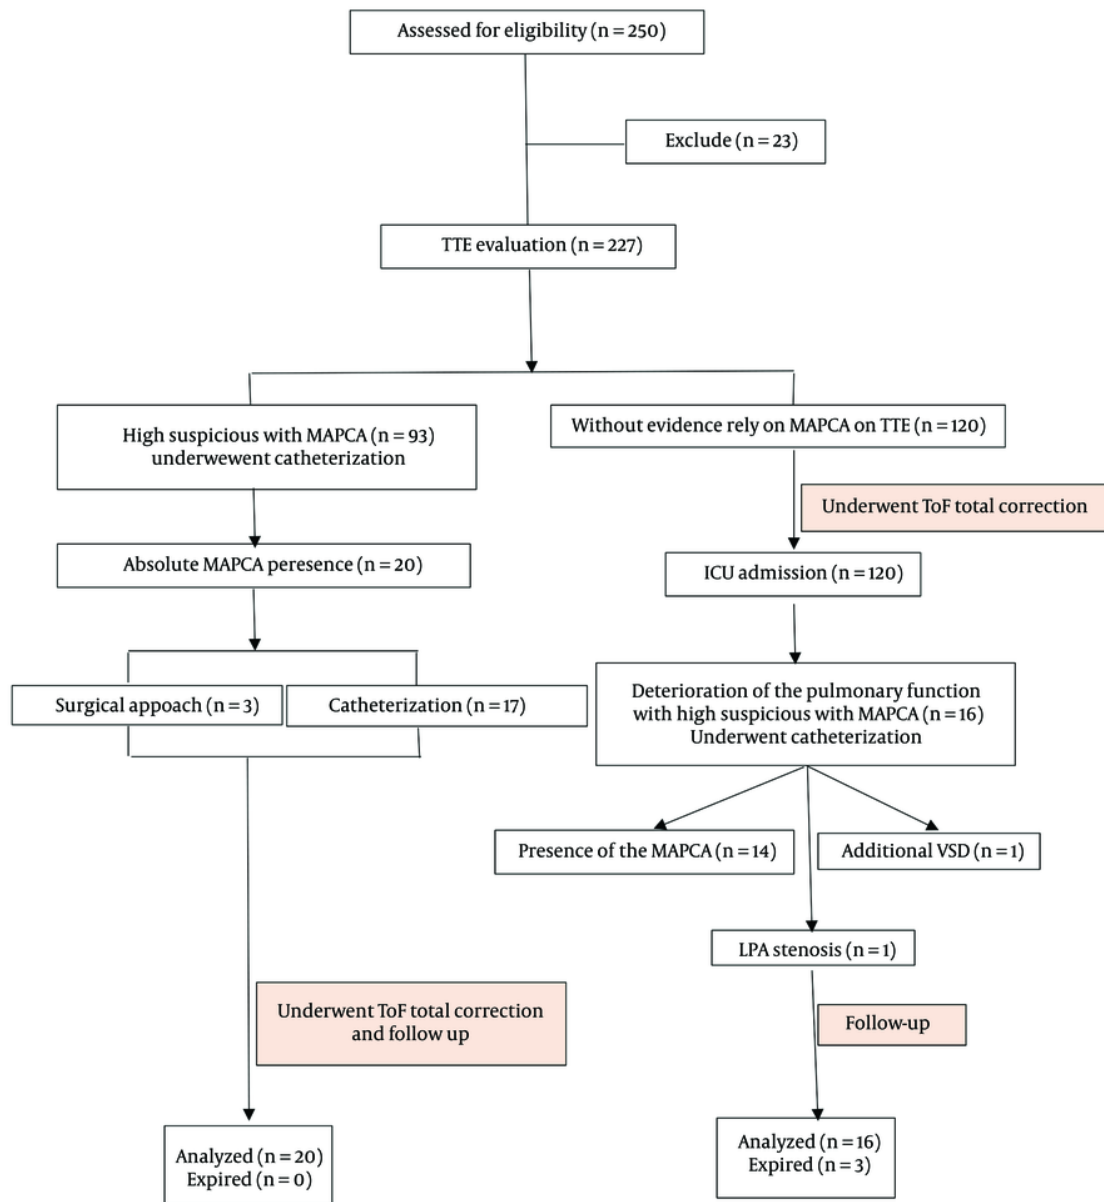 Assessed for eligibility (n = 250)
Exclude (n = 23)
TTE evaluation (n = 227)
High suspicious with MAPCA (n = 93)
underwewent catheterization
Without evidence rely on MAPCA on TTE (n = 120)
Underwent ToF total correction
Absolute MAPCA peresence (n = 20)
ICU admission (n = 120)
Surgical appoach (n = 3)
Catheterization (n = 17)
Deterioration of the pulmonary function
with high suspicious with MAPCA (n = 16)
Underwent catheterization
Presence of the MAPCA (n = 14)
Additional VSD (n = 1)
LPA stenosis (n = 1)
Underwent ToF total correction
and follow up
Follow-up
Analyzed (n = 20)
Expired (n = 0)
Analyzed (n = 16)
Expired (n = 3)